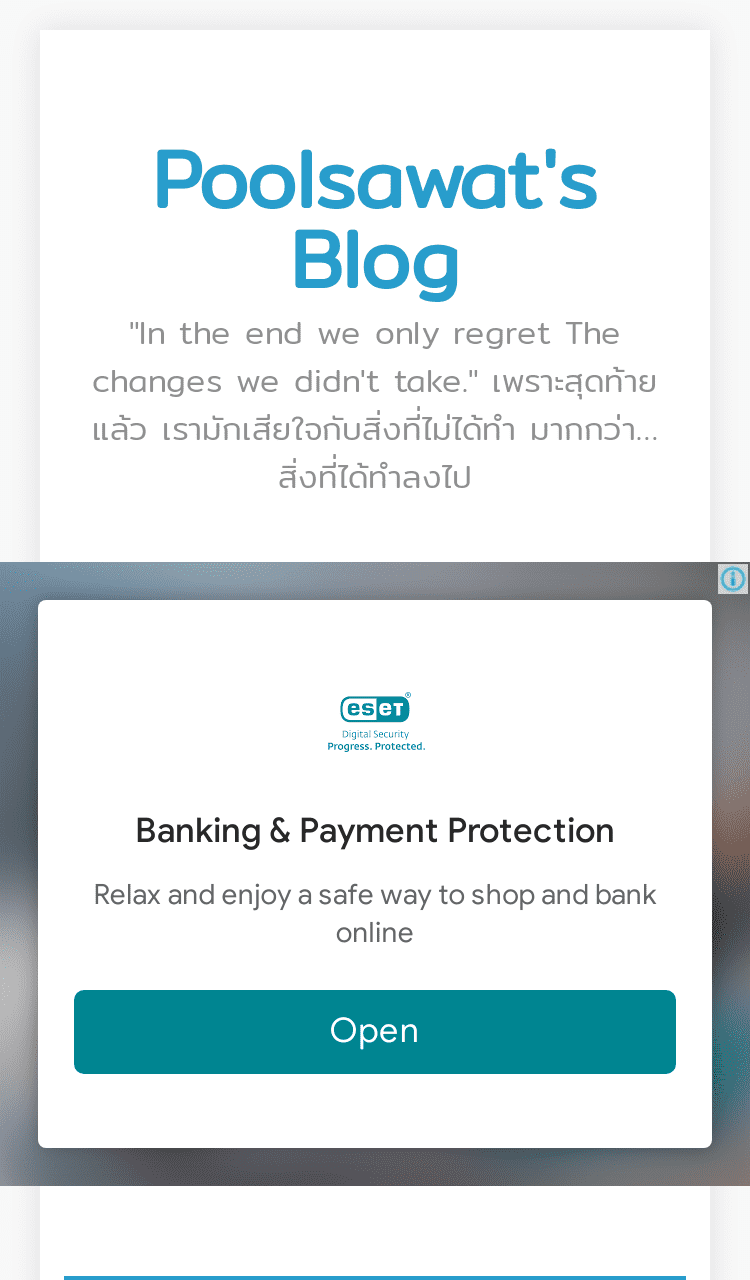 Poolsawat's
Blog
"In the end we only regret The
changes we didn't take." เพราะสุดท้าย
แล้ว เรามักเสียใจกับสิ่งที่ไม่ได้ทำ มากกว่า...
สิ่งที่ได้ทำลงไป
eseT®
Digital Security
Progress. Protected.
Banking & Payment Protection
Relax and enjoy a safe way to shop and bank
online
Open